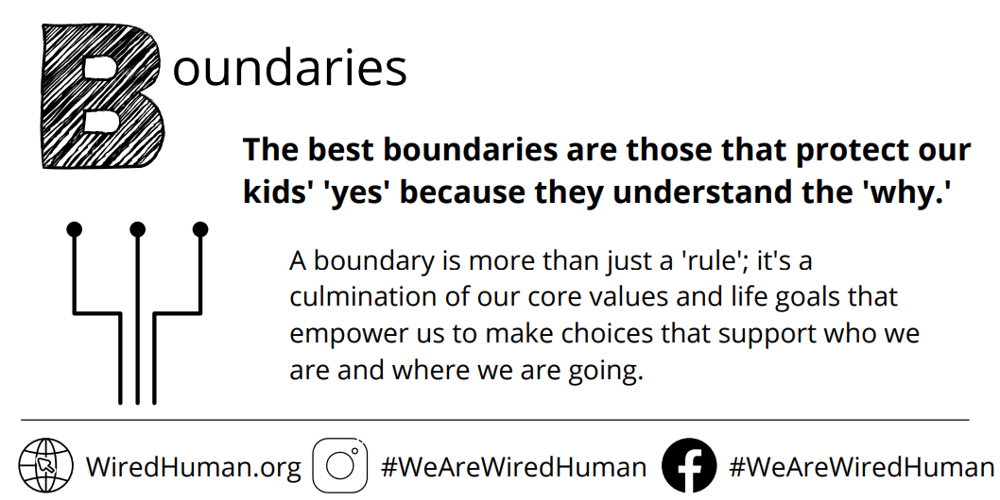 Boundaries
The best boundaries are those that protect our
kids' 'yes' because they understand the 'why.'
A boundary is more than just a 'rule'; it's a
culmination of our core values and life goals that
empower us to make choices that support who we
are and where we are going.
WiredHuman.org #WeAreWiredHuman #WeAreWiredHuman